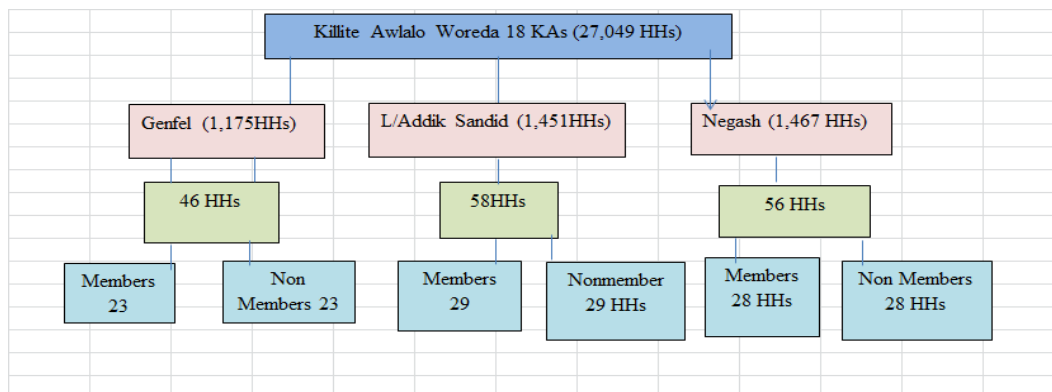 Killite Awlalo Woreda 18 KAs (27,049 HHs)
Genfel (1,175HHs)
L/Addik Sandid (1,451HHs)
Negash (1,467 HHs)
46 HHs
58HHs
56 HHs
Members
23
Non
Members 23
Members
29
Nonmember
29 HHs
Members
28 HHs
Non Members
28 HHs